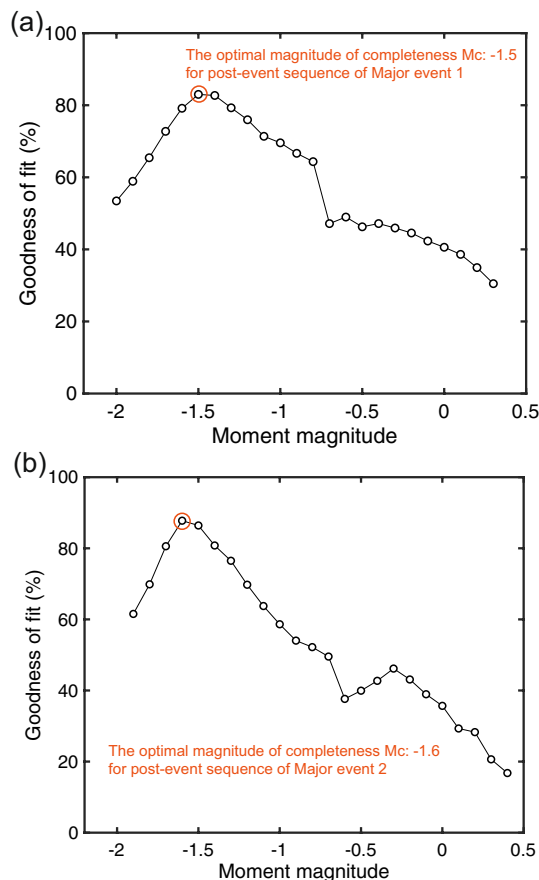 (a)
100
80
60
40
20
0
Goodness of fit (%)
The optimal magnitude of completeness Mc: -1.5
for post-event sequence of Major event 1
-2 -1.5 -1 -0.5 0 0.5
Moment magnitude
(b)
100
80
60
40
20
0
Goodness of fit (%)
The optimal magnitude of completeness Mc: -1.6
for post-event sequence of Major event 2
-2 -1.5 -1 -0.5 0 0.5
Moment magnitude